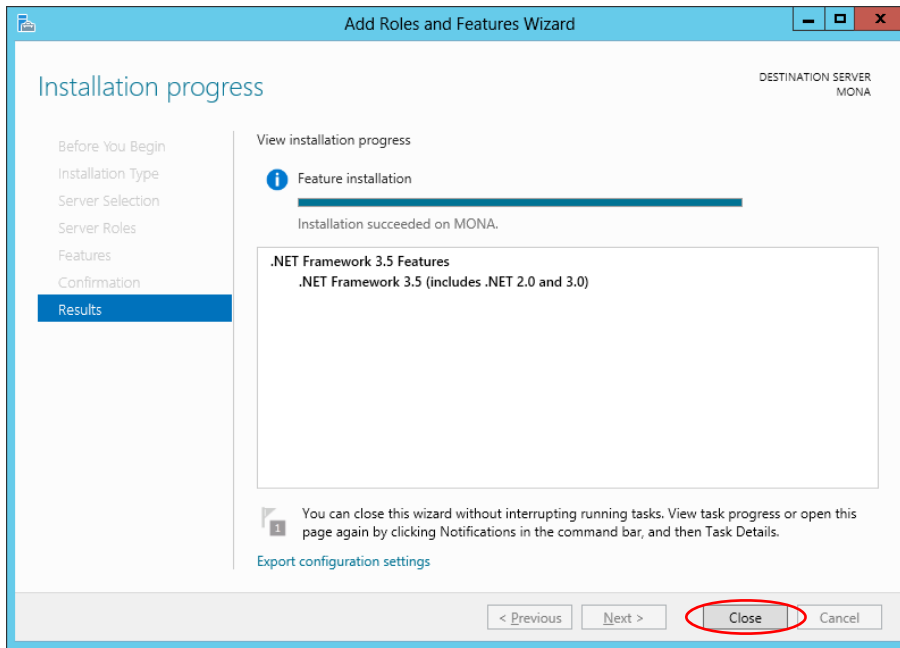 Add Roles and Features Wizard
Installation progress
DESTINATION SERVER
MONA
Before You Begin
Installation Type
Server Selection
Server Roles
Features
Confirmation
Results
View installation progress
Feature installation
Installation succeeded on MONA.
.NET Framework 3.5 Features
.NET Framework 3.5 (includes .NET 2.0 and 3.0)
1
You can close this wizard without interrupting running tasks. View task progress or open this
page again by clicking Notifications in the command bar, and then Task Details.
Export configuration settings
< Previous
Next >
Close
Cancel